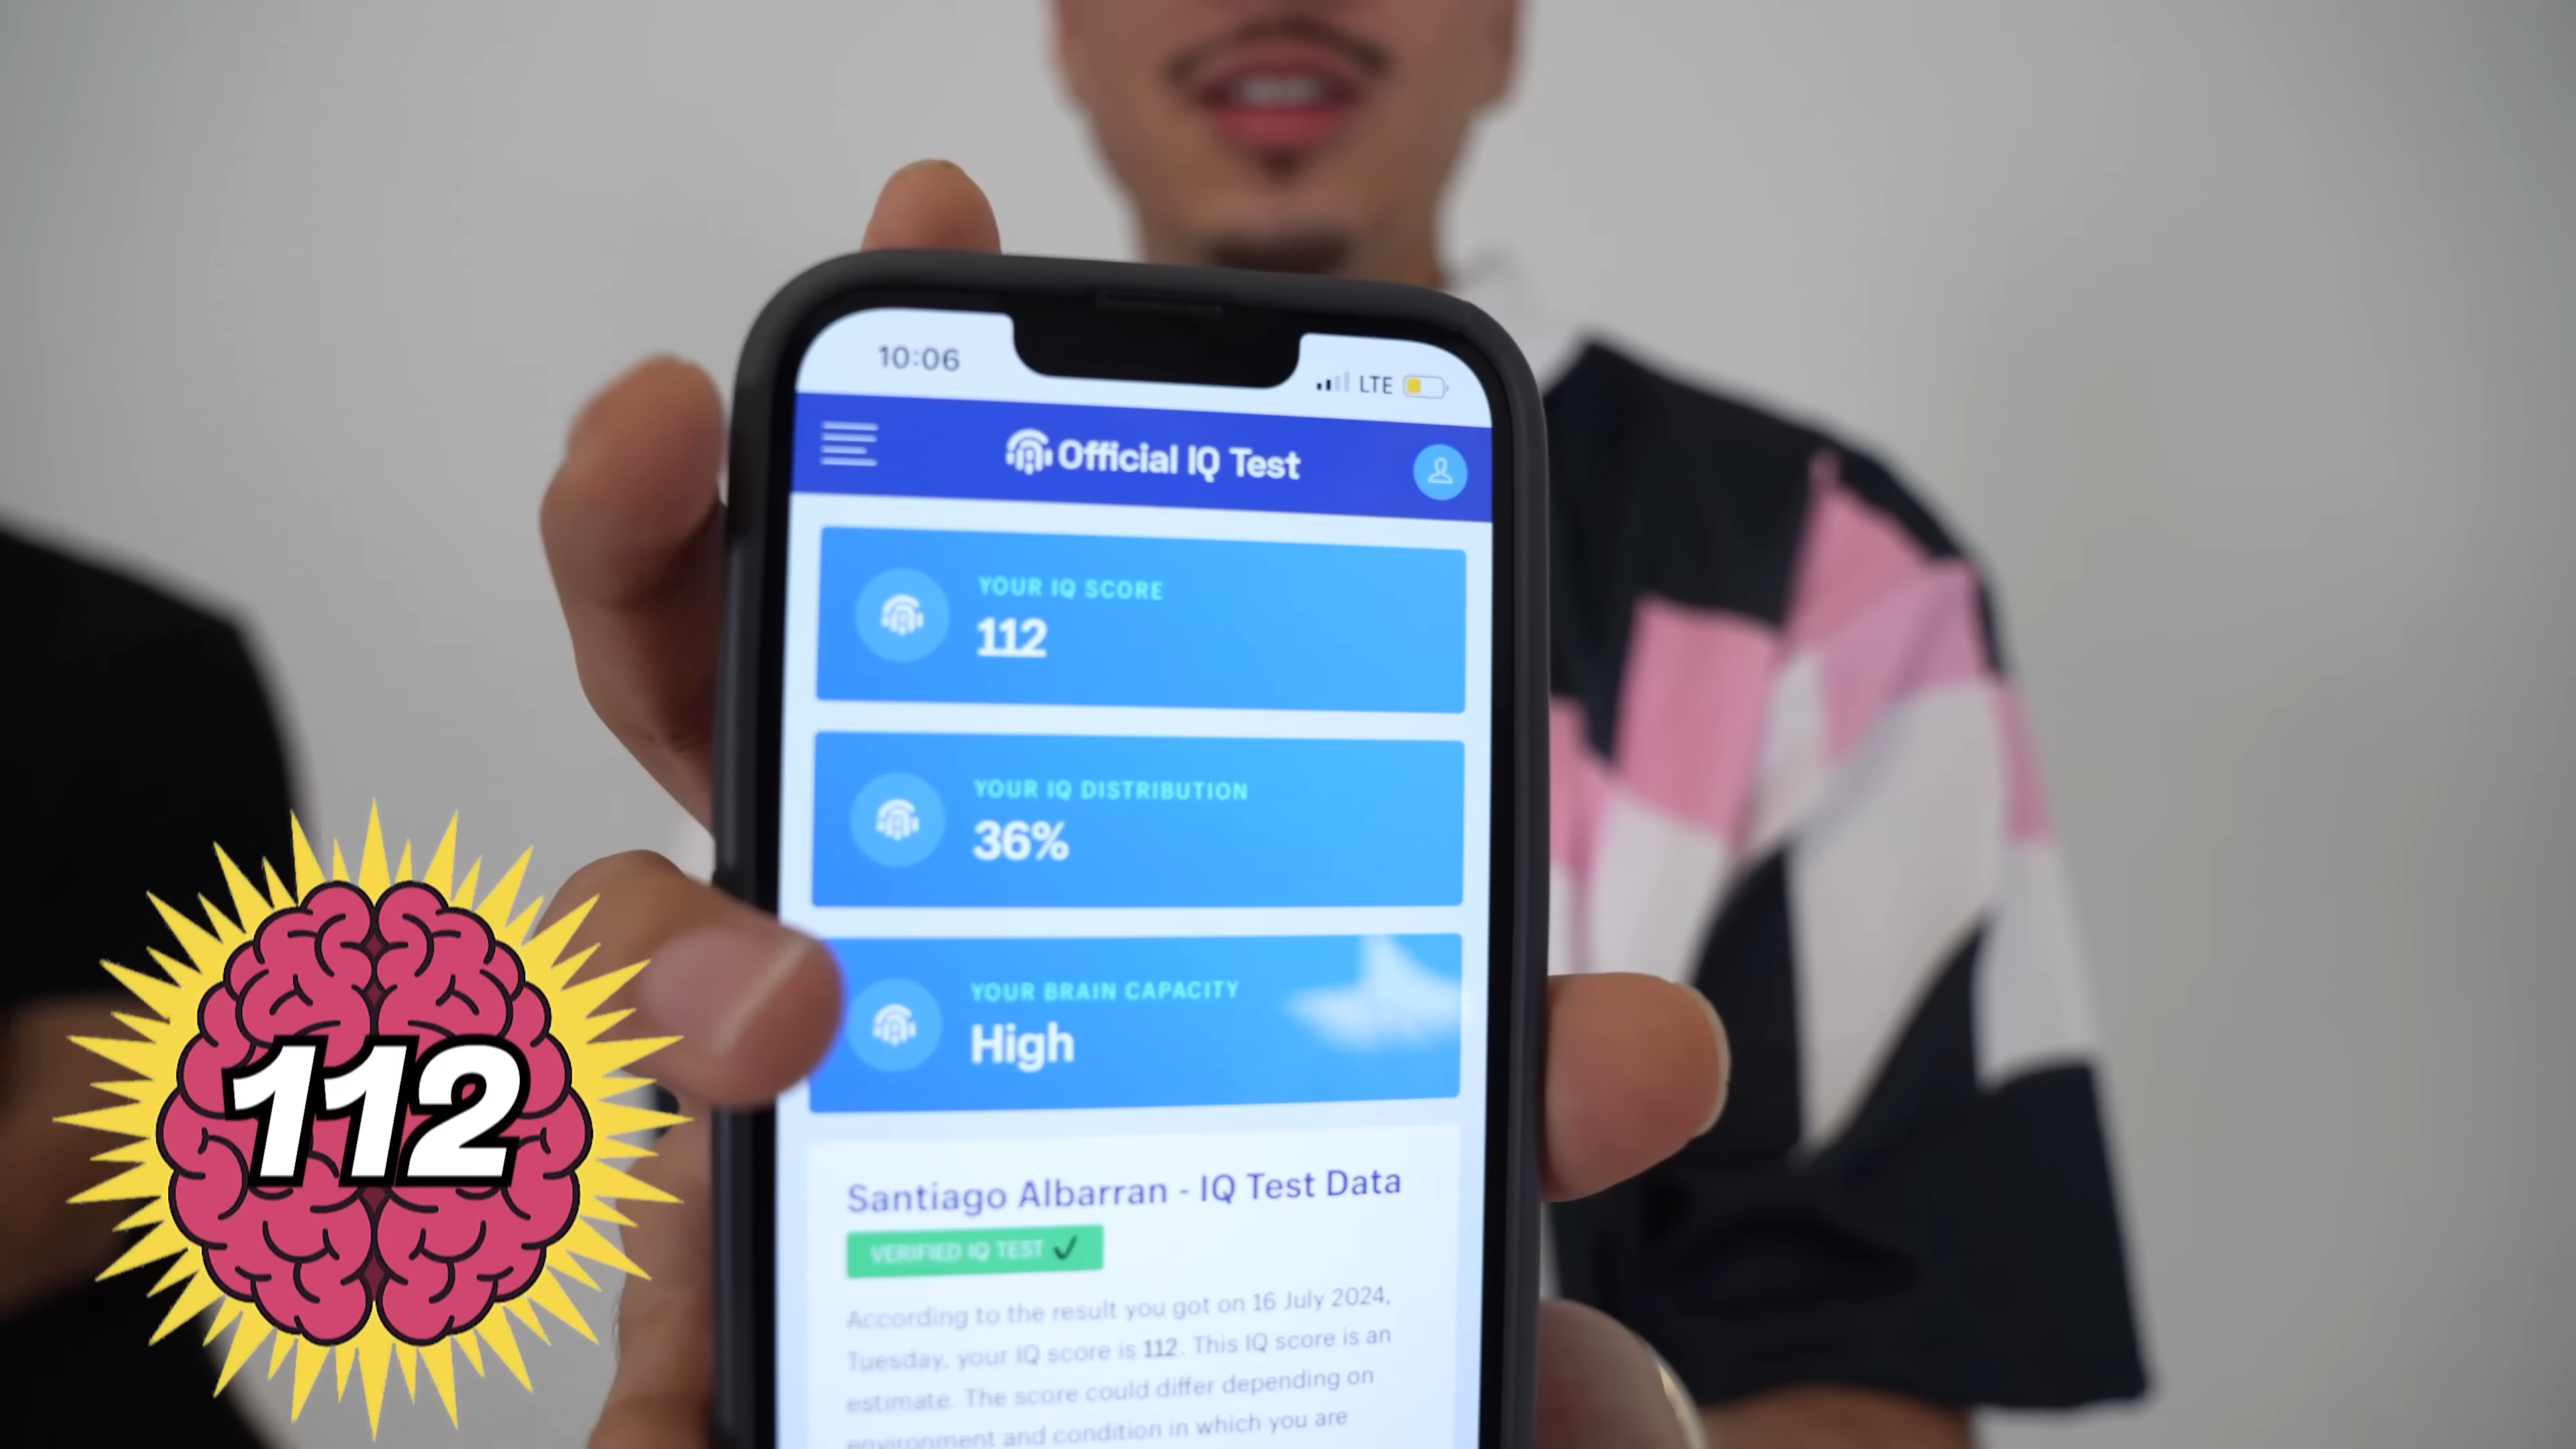 10:06
LTE
Official IQ Test
YOUR IQ SCORE
112
YOUR IQ DISTRIBUTION
36%
YOUR BRAIN CAPACITY
High
112
Santiago Albarran - IQ Test Data
VERIFIED IQ TEST
According to the result you got on 16 July 2024,
Tuesday, your IQ score is 112. This IQ score is an
estimate. The score could differ depending on
environment and condition in which you are